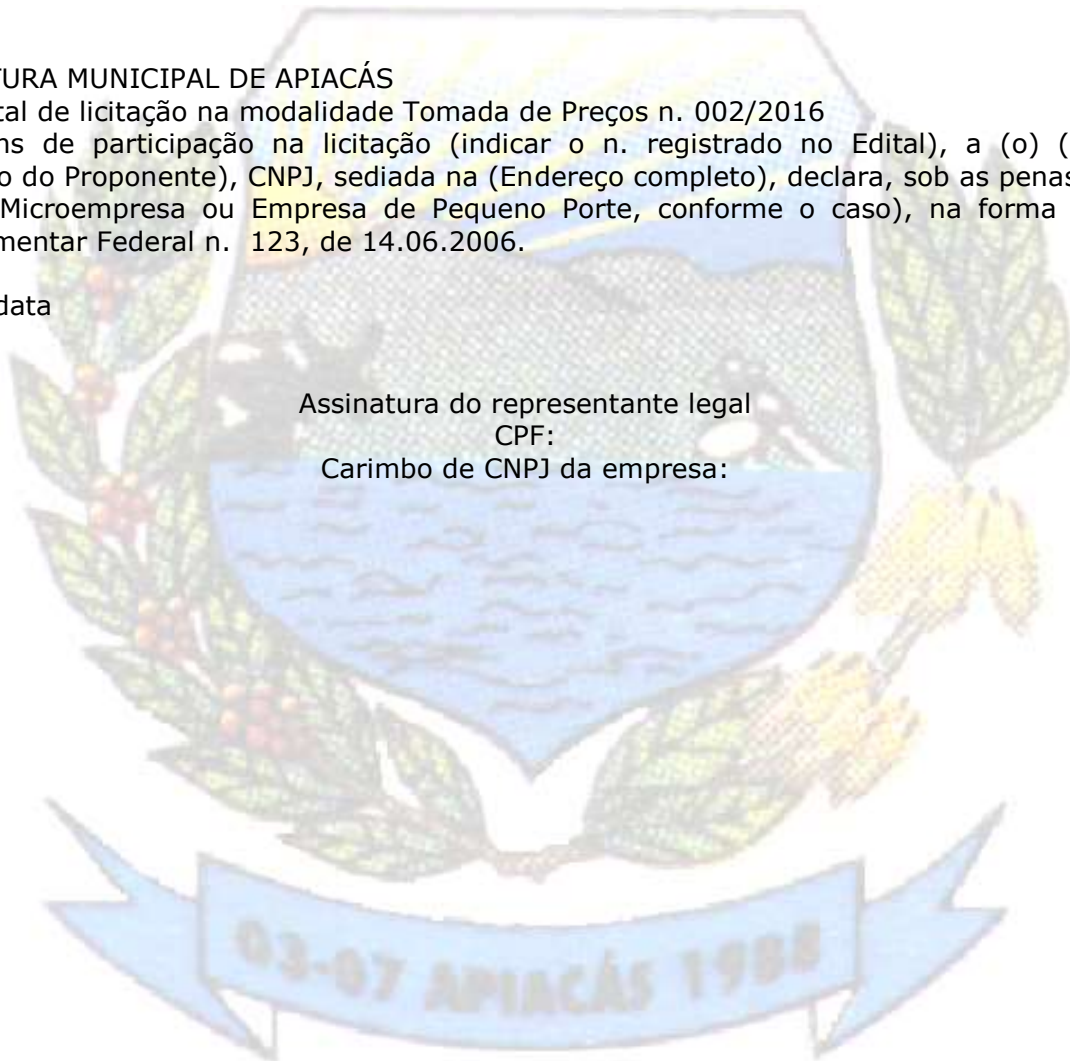 TURA MUNICIPAL DE APIACÁS
tal de licitação na modalidade Tomada de Preços n. 002/2016
ns de participação na licitação (indicar o n. registrado no Edital), a (o) (
o do Proponente), CNPJ, sediada na (Endereço completo), declara, sob as penas
Microempresa ou Empresa de Pequeno Porte, conforme o caso), na forma
mentar Federal n. 123, de 14.06.2006.
data
Assinatura do representante legal
CPF:
Carimbo de CNPJ da empresa:
03-07 APIACÁS 1988